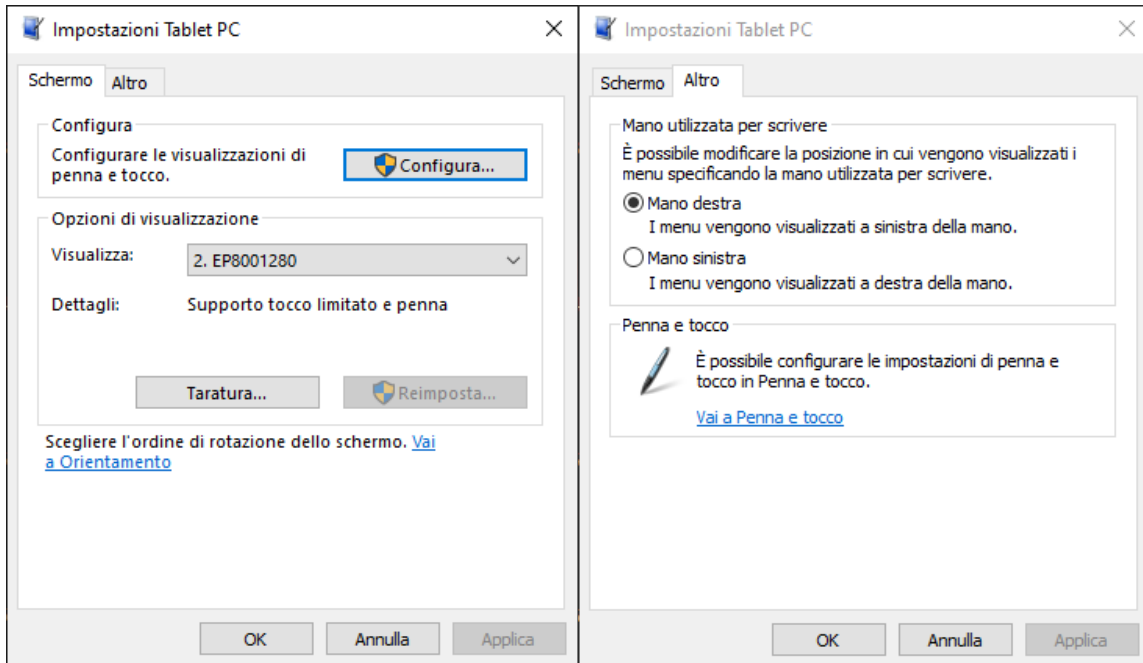 Impostazioni Tablet PC
Schermo
Altro
Configura
Configurare le visualizzazioni di
penna e tocco.
Configura...
Opzioni di visualizzazione
Visualizza:
2. EP8001280
Dettagli:
Supporto tocco limitato e penna
Taratura...
Reimposta...
Scegliere l'ordine di rotazione dello schermo. Vai
a Orientamento
OK
Annulla
Applica
Impostazioni Tablet PC
Schermo
Altro
Mano utilizzata per scrivere
È possibile modificare la posizione in cui vengono visualizzati i
menu specificando la mano utilizzata per scrivere.
Mano destra
I menu vengono visualizzati a sinistra della mano.
Mano sinistra
I menu vengono visualizzati a destra della mano.
Penna e tocco
È possibile configurare le impostazioni di penna e
tocco in Penna e tocco.
Vai a Penna e tocco
OK
Annulla
Applica